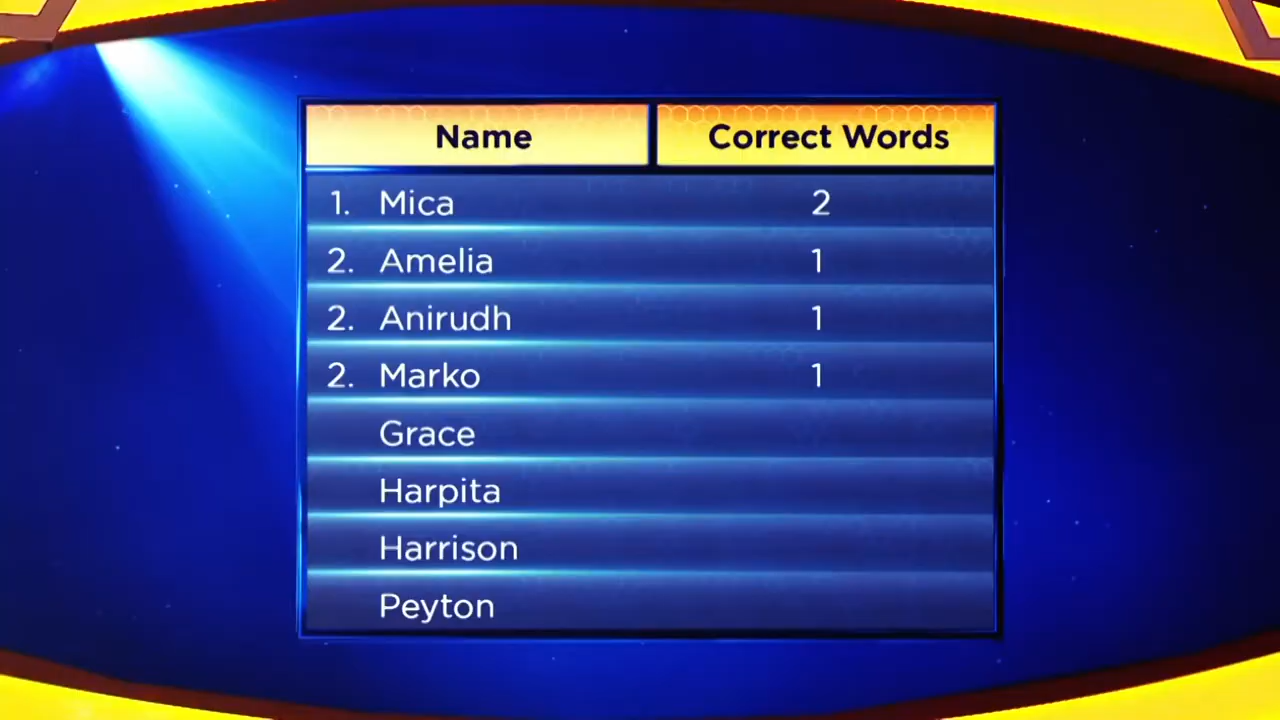 Name Correct Words
1. Mica 2
2. Amelia 1
2. Anirudh 1
2. Marko 1
Grace
Harpita
Harrison
Peyton